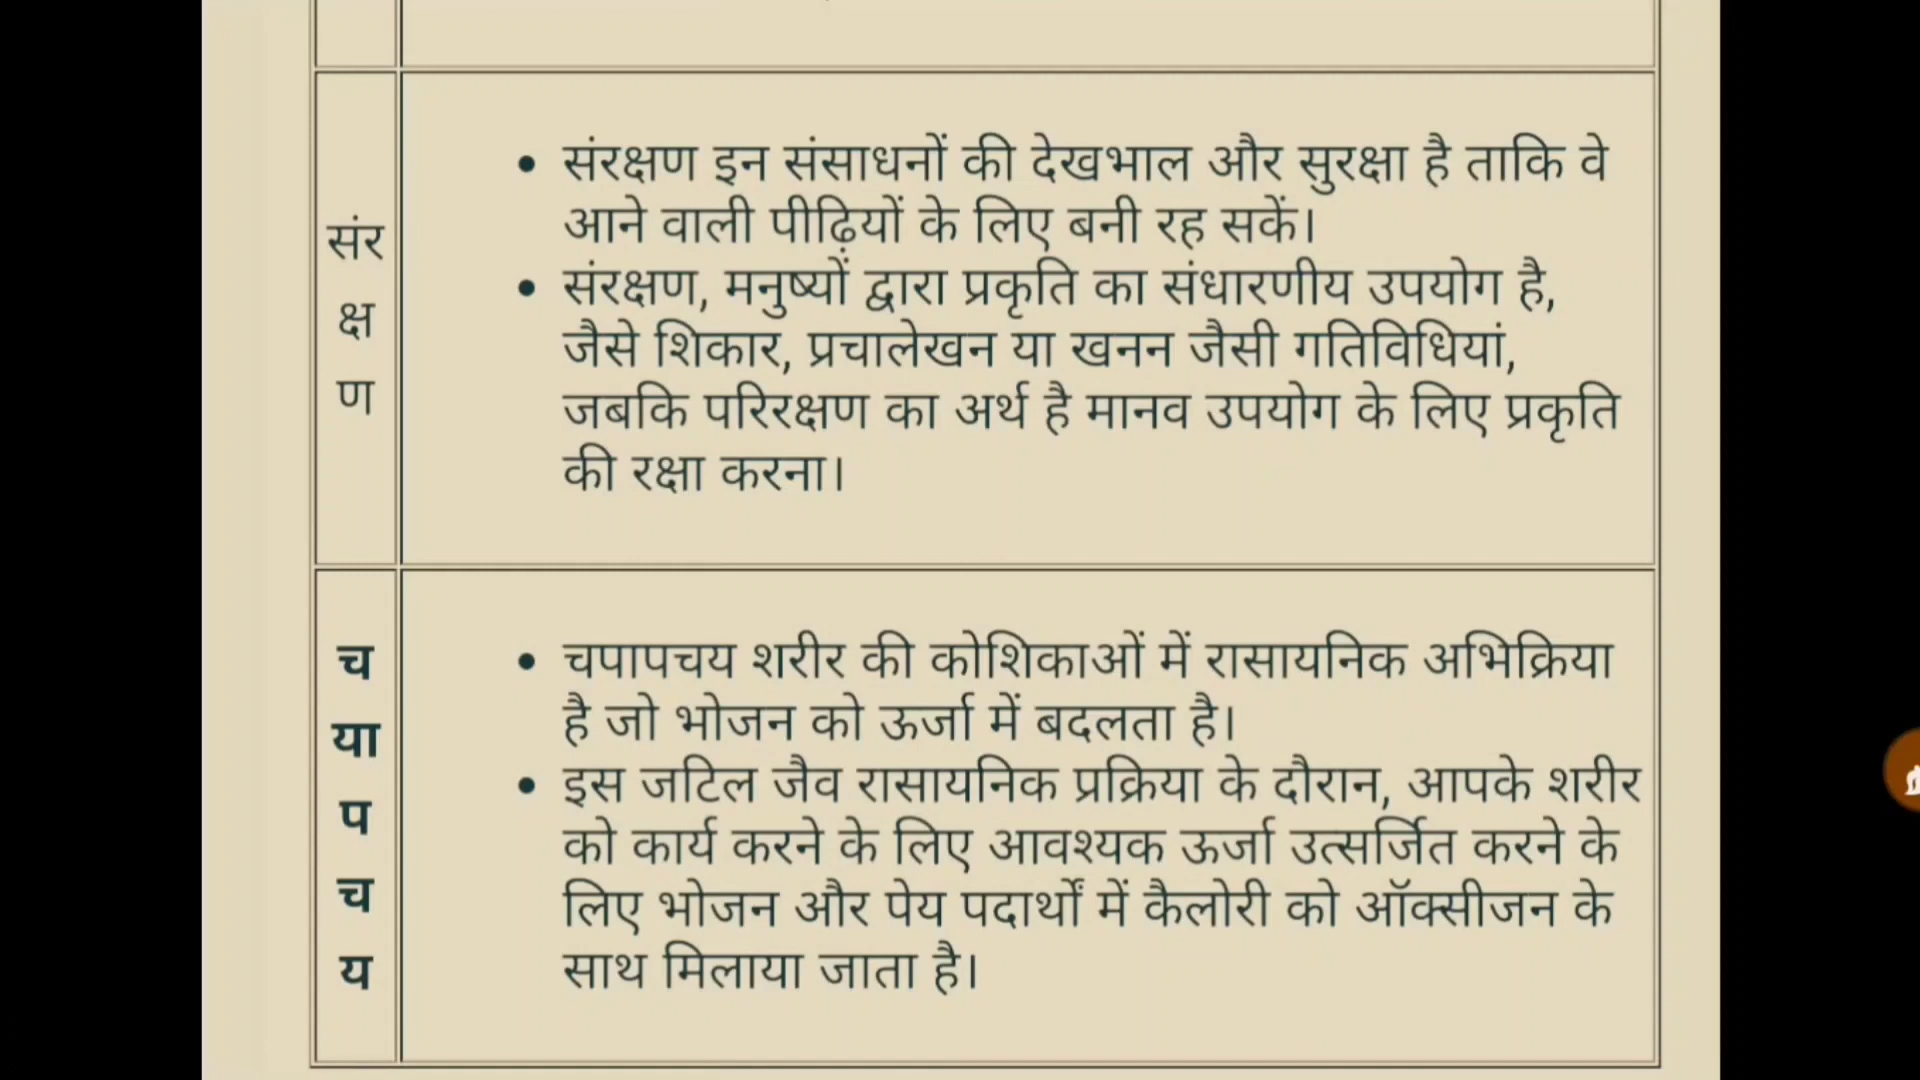 संर
क्ष
ण
संरक्षण इन संसाधनों की देखभाल और सुरक्षा है ताकि वे
आने वाली पीढ़ियों के लिए बनी रह सकें।
संरक्षण, मनुष्यों द्वारा प्रकृति का संधारणीय उपयोग है,
जैसे शिकार, प्रचालेखन या खनन जैसी गतिविधियां,
जबकि परिरक्षण का अर्थ है मानव उपयोग के लिए प्रकृति
की रक्षा करना।
च
या
प
च
य
चपापचय शरीर की कोशिकाओं में रासायनिक अभिक्रिया
है जो भोजन को ऊर्जा में बदलता है।
इस जटिल जैव रासायनिक प्रक्रिया के दौरान, आपके शरीर
को कार्य करने के लिए आवश्यक ऊर्जा उत्सर्जित करने के
लिए भोजन और पेय पदार्थों में कैलोरी को ऑक्सीजन के
साथ मिलाया जाता है।